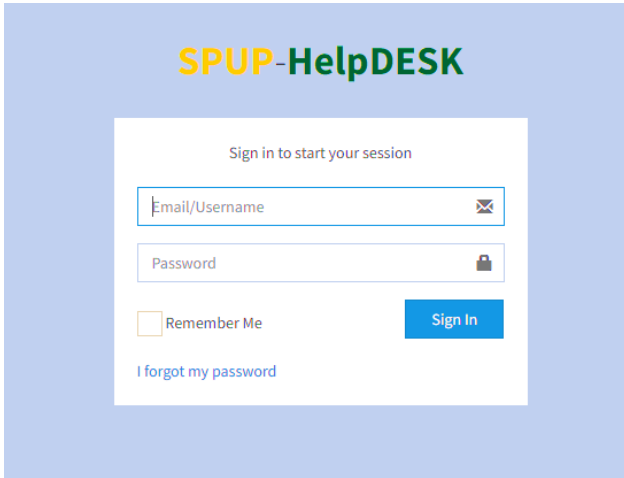 SPUP-HelpDESK
Sign in to start your session
Email/Username
Password
Remember Me
Sign In
I forgot my password